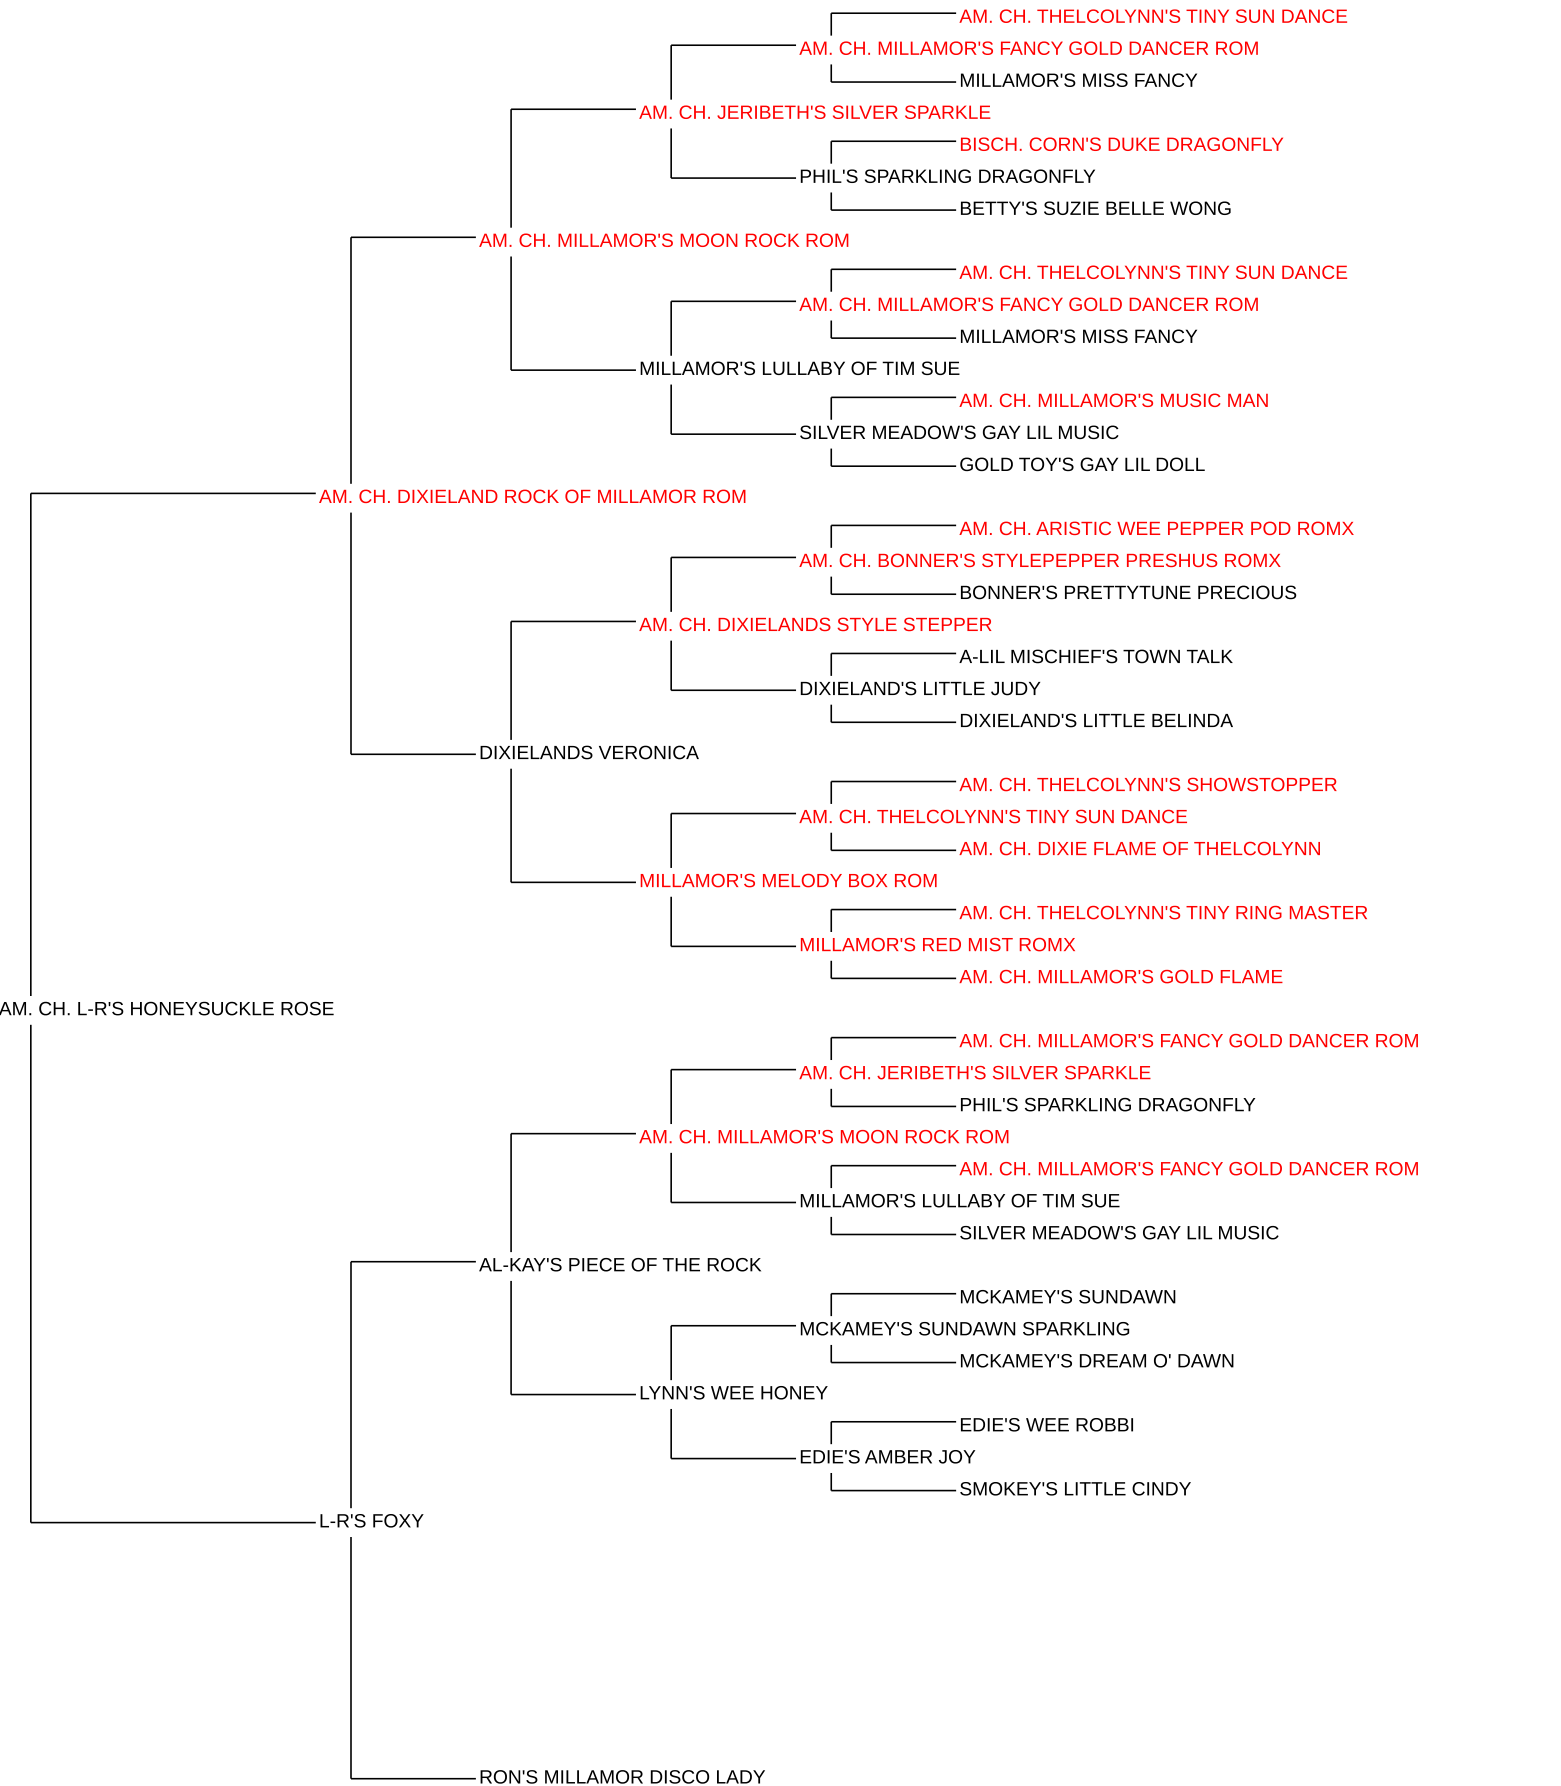 AM. CH. THELCOLYNN'S TINY SUN DANCE
AM. CH. MILLAMOR'S FANCY GOLD DANCER ROM
MILLAMOR'S MISS FANCY
AM. CH. JERIBETH'S SILVER SPARKLE
BISCH. CORN'S DUKE DRAGONFLY
PHIL'S SPARKLING DRAGONFLY
BETTY'S SUZIE BELLE WONG
AM. CH. MILLAMOR'S MOON ROCK ROM
AM. CH. THELCOLYNN'S TINY SUN DANCE
AM. CH. MILLAMOR'S FANCY GOLD DANCER ROM
MILLAMOR'S MISS FANCY
MILLAMOR'S LULLABY OF TIM SUE
AM. CH. MILLAMOR'S MUSIC MAN
SILVER MEADOW'S GAY LIL MUSIC
GOLD TOY'S GAY LIL DOLL
AM. CH. DIXIELAND ROCK OF MILLAMOR ROM
AM. CH. ARISTIC WEE PEPPER POD ROMX
AM. CH. BONNER'S STYLEPEPPER PRESHUS ROMX
BONNER'S PRETTYTUNE PRECIOUS
AM. CH. DIXIELANDS STYLE STEPPER
A-LIL MISCHIEF'S TOWN TALK
DIXIELAND'S LITTLE JUDY
DIXIELAND'S LITTLE BELINDA
DIXIELANDS VERONICA
AM. CH. THELCOLYNN'S SHOWSTOPPER
AM. CH. THELCOLYNN'S TINY SUN DANCE
AM. CH. DIXIE FLAME OF THELCOLYNN
MILLAMOR'S MELODY BOX ROM
AM. CH. THELCOLYNN'S TINY RING MASTER
MILLAMOR'S RED MIST ROMX
AM. CH. MILLAMOR'S GOLD FLAME
AM. CH. L-R'S HONEYSUCKLE ROSE
AM. CH. MILLAMOR'S FANCY GOLD DANCER ROM
AM. CH. JERIBETH'S SILVER SPARKLE
PHIL'S SPARKLING DRAGONFLY
AM. CH. MILLAMOR'S MOON ROCK ROM
AM. CH. MILLAMOR'S FANCY GOLD DANCER ROM
MILLAMOR'S LULLABY OF TIM SUE
SILVER MEADOW'S GAY LIL MUSIC
AL-KAY'S PIECE OF THE ROCK
MCKAMEY'S SUNDAWN
MCKAMEY'S SUNDAWN SPARKLING
MCKAMEY'S DREAM O' DAWN
LYNN'S WEE HONEY
EDIE'S WEE ROBBI
EDIE'S AMBER JOY
SMOKEY'S LITTLE CINDY
L-R'S FOXY
RON'S MILLAMOR DISCO LADY